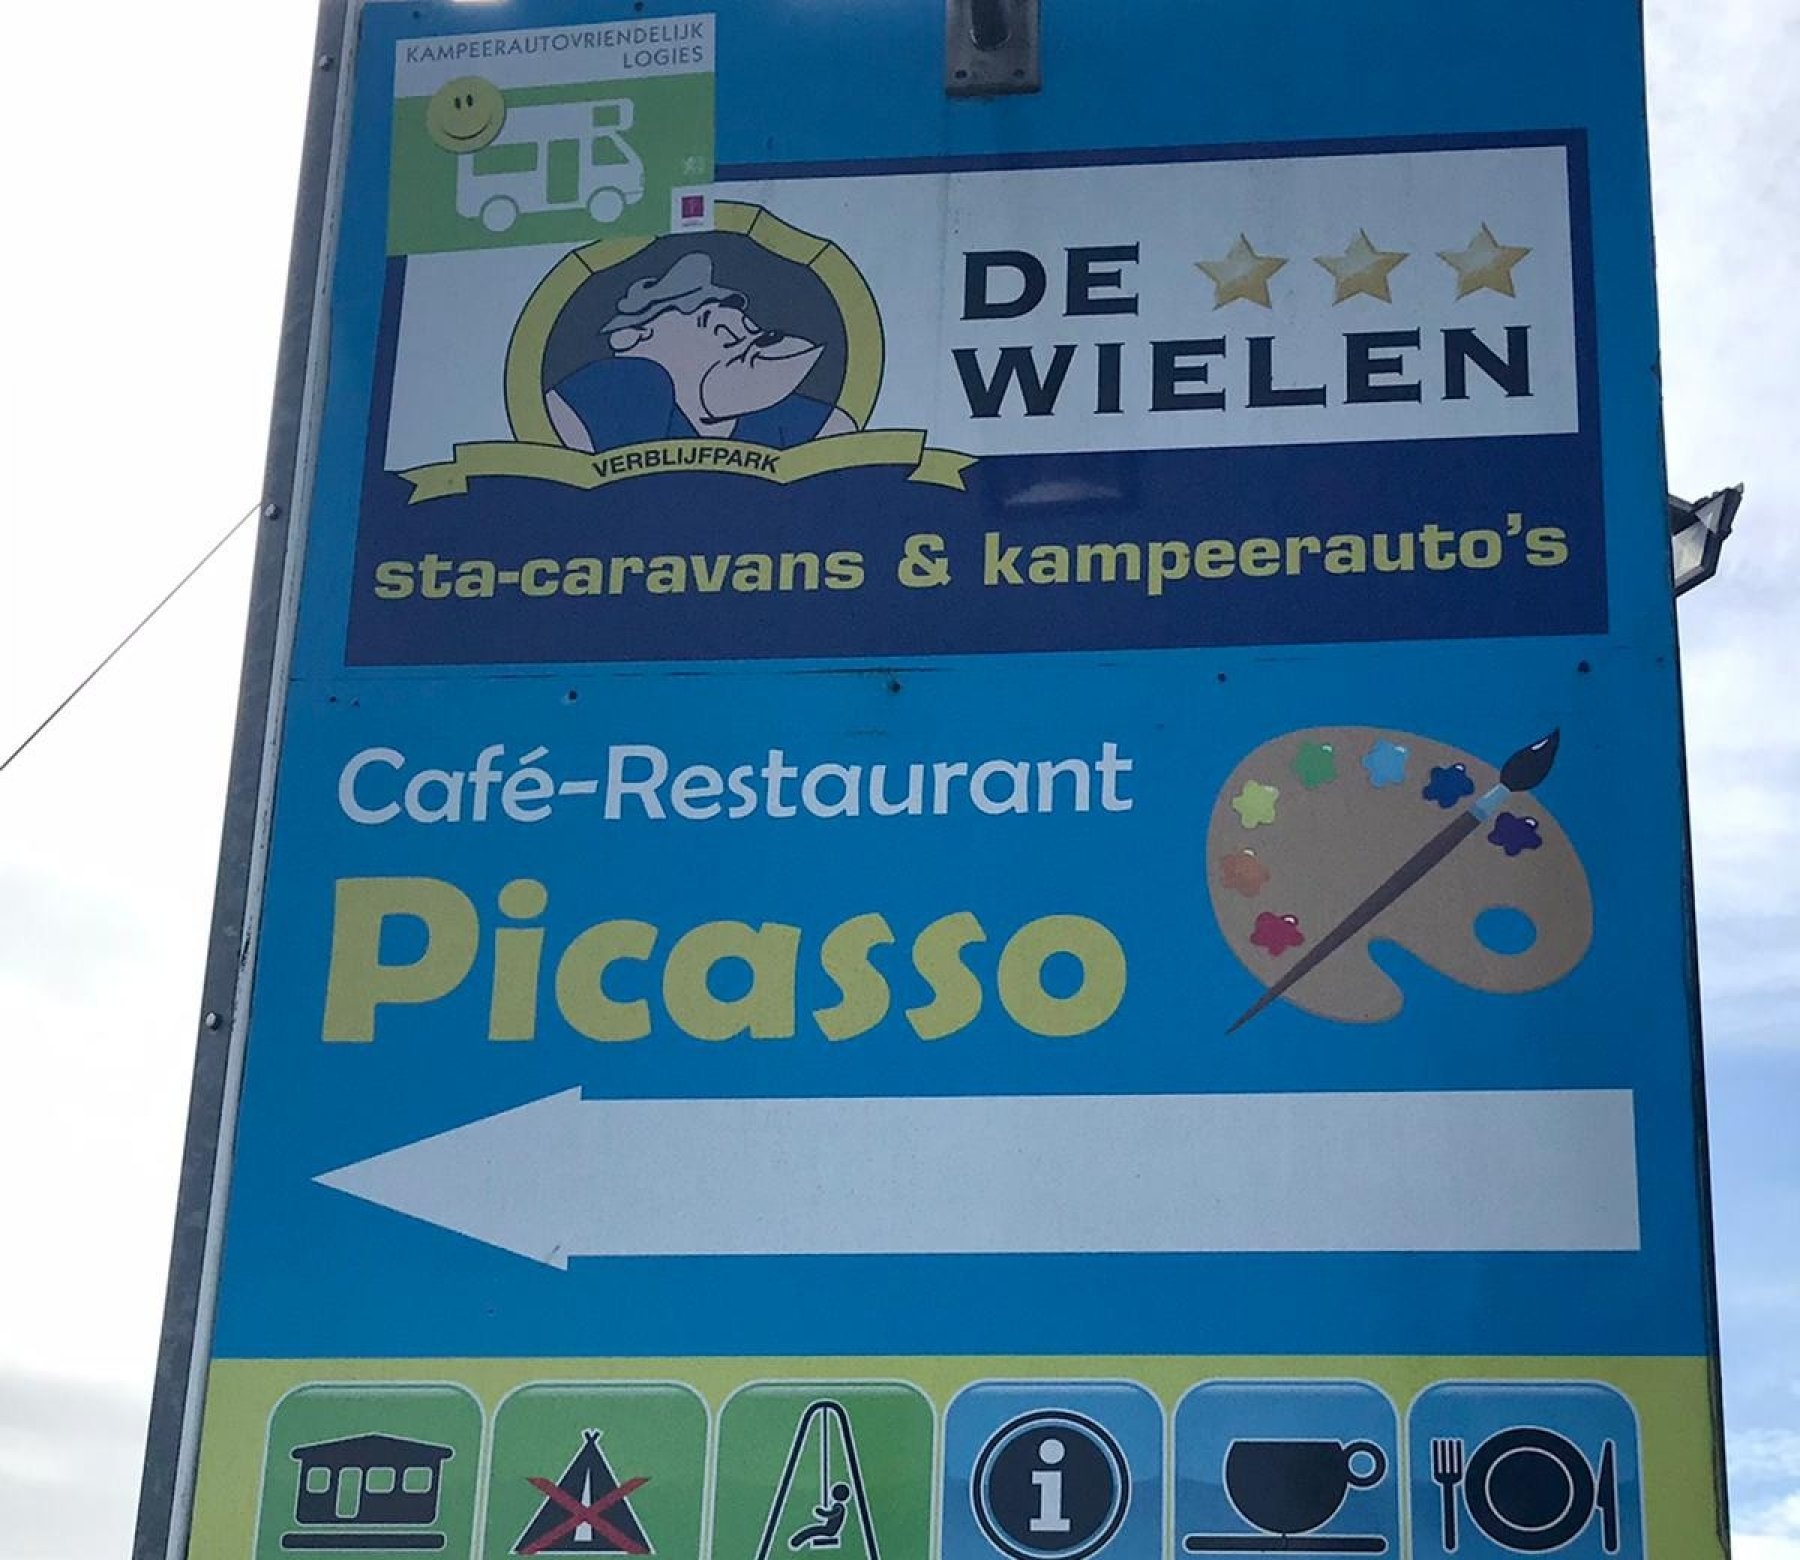 KAMPEERAUTOVRIENDELIJK
LOGIES
DE
WIELEN
VERBLIJFPARK
sta-caravans & kampeerauto's
Café-Restaurant
Picasso
i